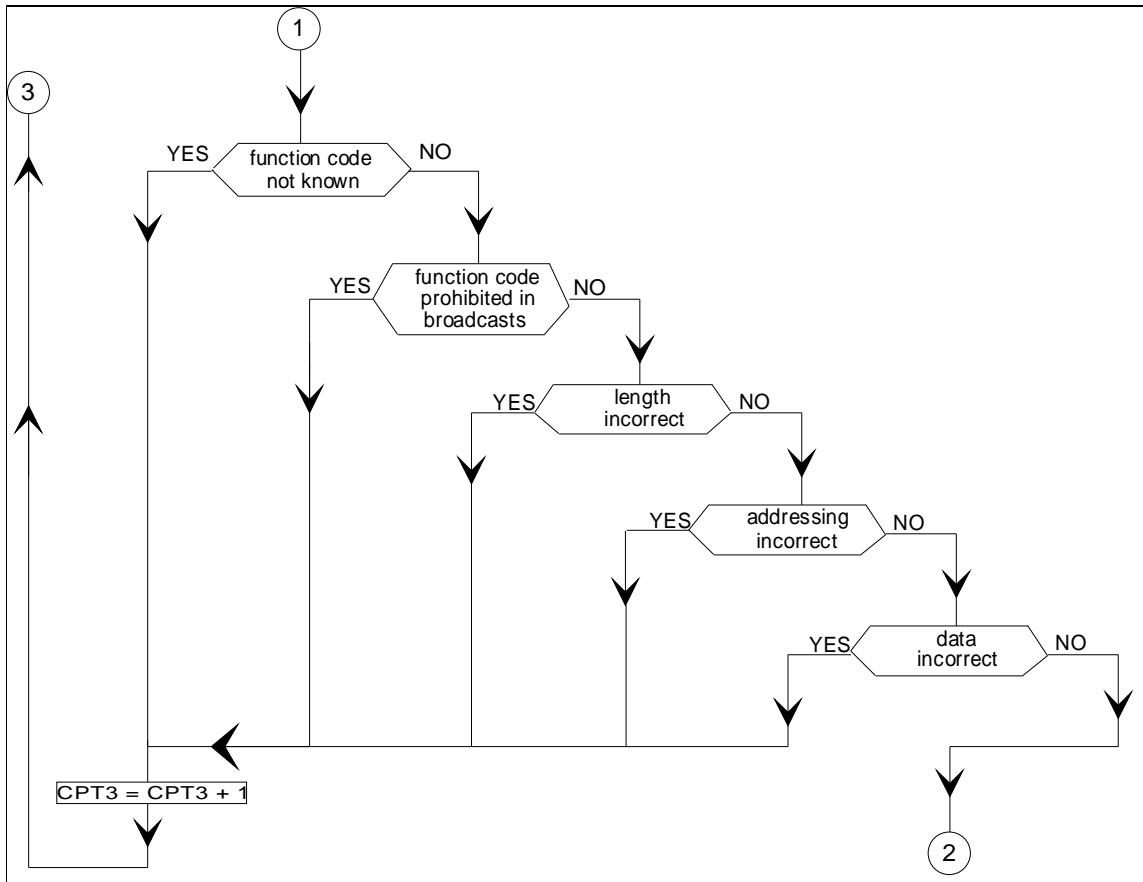 1
3
YES
function code
not known
NO
YES
function code
prohibited in
broadcasts
NO
YES
length
incorrect
NO
YES
addressing
incorrect
NO
YES
data
incorrect
NO
CPT3 = CPT3 + 1
2